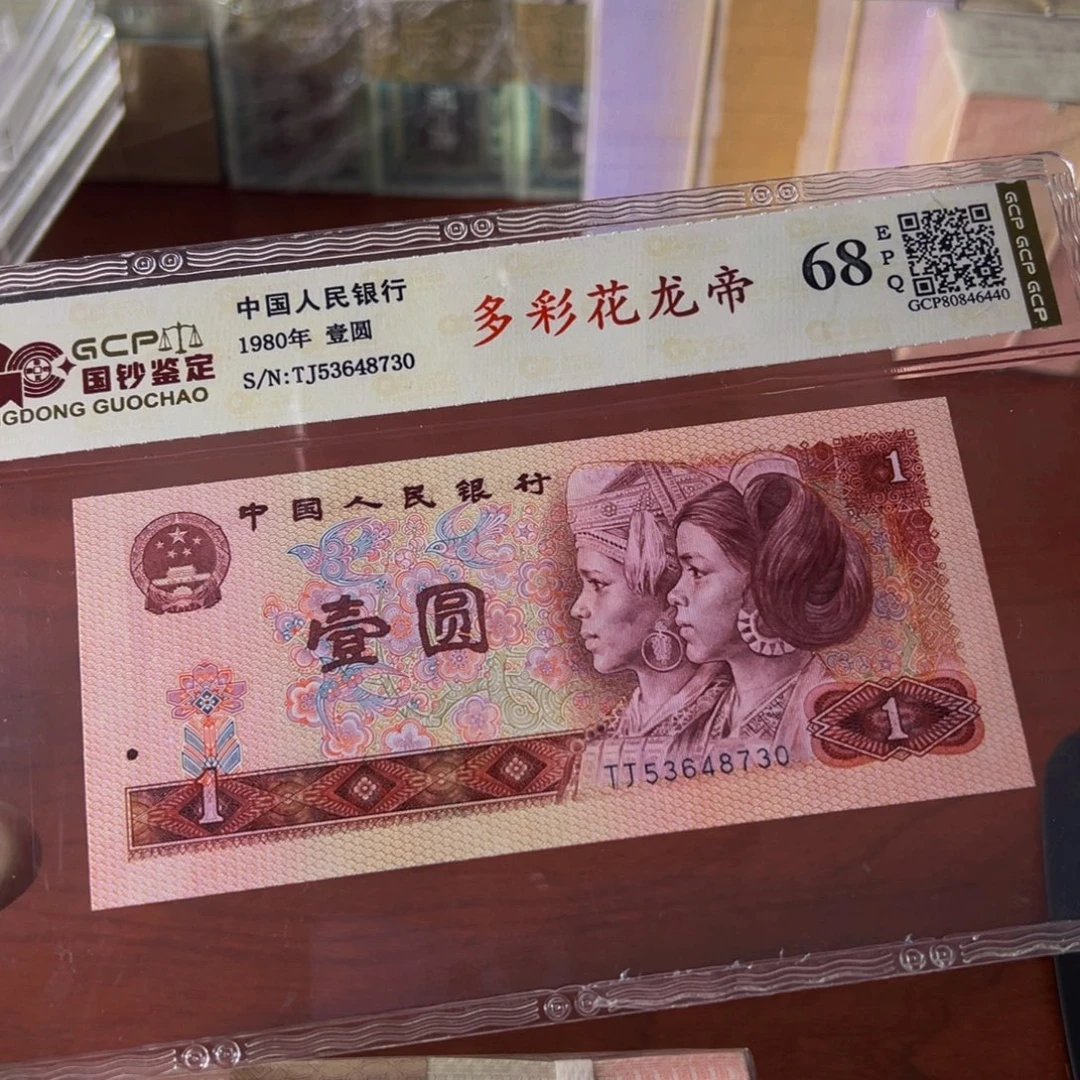 GCP
国钞鉴定
GDONG GUOCHAO
中国人民银行
1980年 壹圆
S/N:TJ53648730
多彩花龙帝
68
E
P
Q
GCP80846440
GCP GCP GCP
中国人民银行
1
壹圆
1
1
TJ53648730